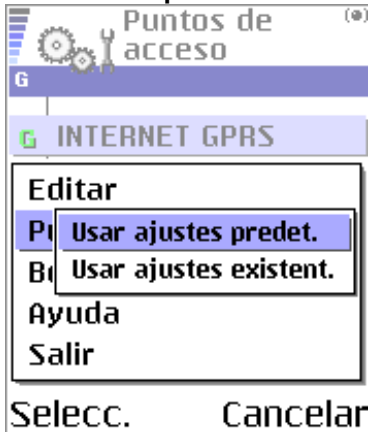 Puntos de
acceso
G
G INTERNET GPRS
Editar
Usar ajustes predet.
Usar ajustes existent.
Ayuda
Salir
Selecc. Cancelar